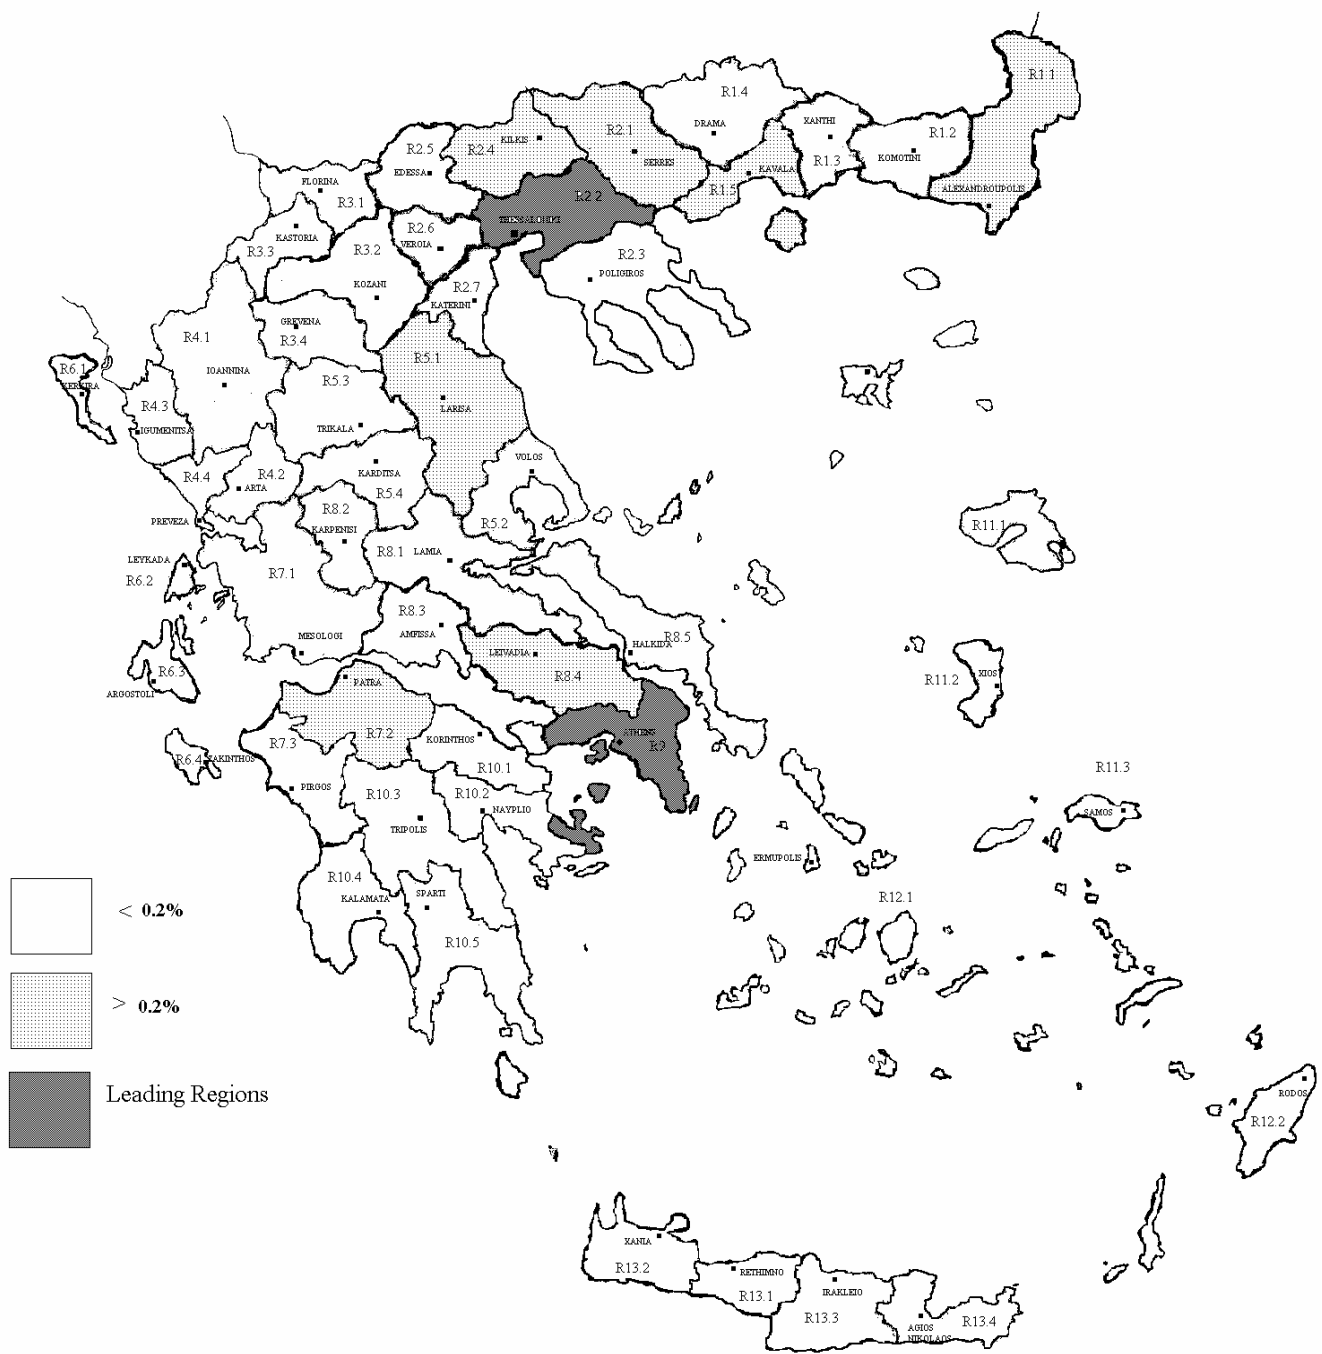 R1.1
R1.4
DRAMA
XANTHI
R1.2
KOMOTINI
R2.1
KILKIS
R2.4
SERRES
R2.5
EDESSA
R1.3
KAVALA
R1.5
ALEXANDROUPOLIS
FLORINA
R3.1
R2.2
THESSALONIKI
KASTORIA
R3.3
R3.2
R2.6
VEROIA
R2.3
POLIGIROS
KOZANI
R2.7
KATERINI
GREVENA
R3.4
R4.1
R5.1
R6.1
KERKIRA
IOANNINA
R5.3
R4.3
LARISA
IGUMENITSA
TRIKALA
VOLOS
R4.4
R4.2
ARTA
KARDITSA
R5.4
R8.2
KARPENISI
PREVEZA
R5.2
R11.1
LEYKADA
R6.2
R7.1
R8.1
LAMIA
R8.3
AMFISSA
MESOLOGI
LEIVADIA
HALKIDA
R8.5
R6.3
ARGOSTOLI
R8.4
R11.2
XIOS
PATRA
R7.2
R7.3
KORINTHOS
ATHENS
R9
R6.4
ZAKINTHOS
R10.1
R11.3
PIRGOS
R10.3
R10.2
NAYPLIO
TRIPOLIS
SAMOS
ERMUPOLIS
R10.4
KALAMATA
SPARTI
R12.1
< 0.2%
R10.5
> 0.2%
Leading Regions
RODOS
R12.2
XANIA
R13.2
RETHIMNO
R13.1
IRAKLEIO
R13.3
AGIOS
NIKOLAOS
R13.4